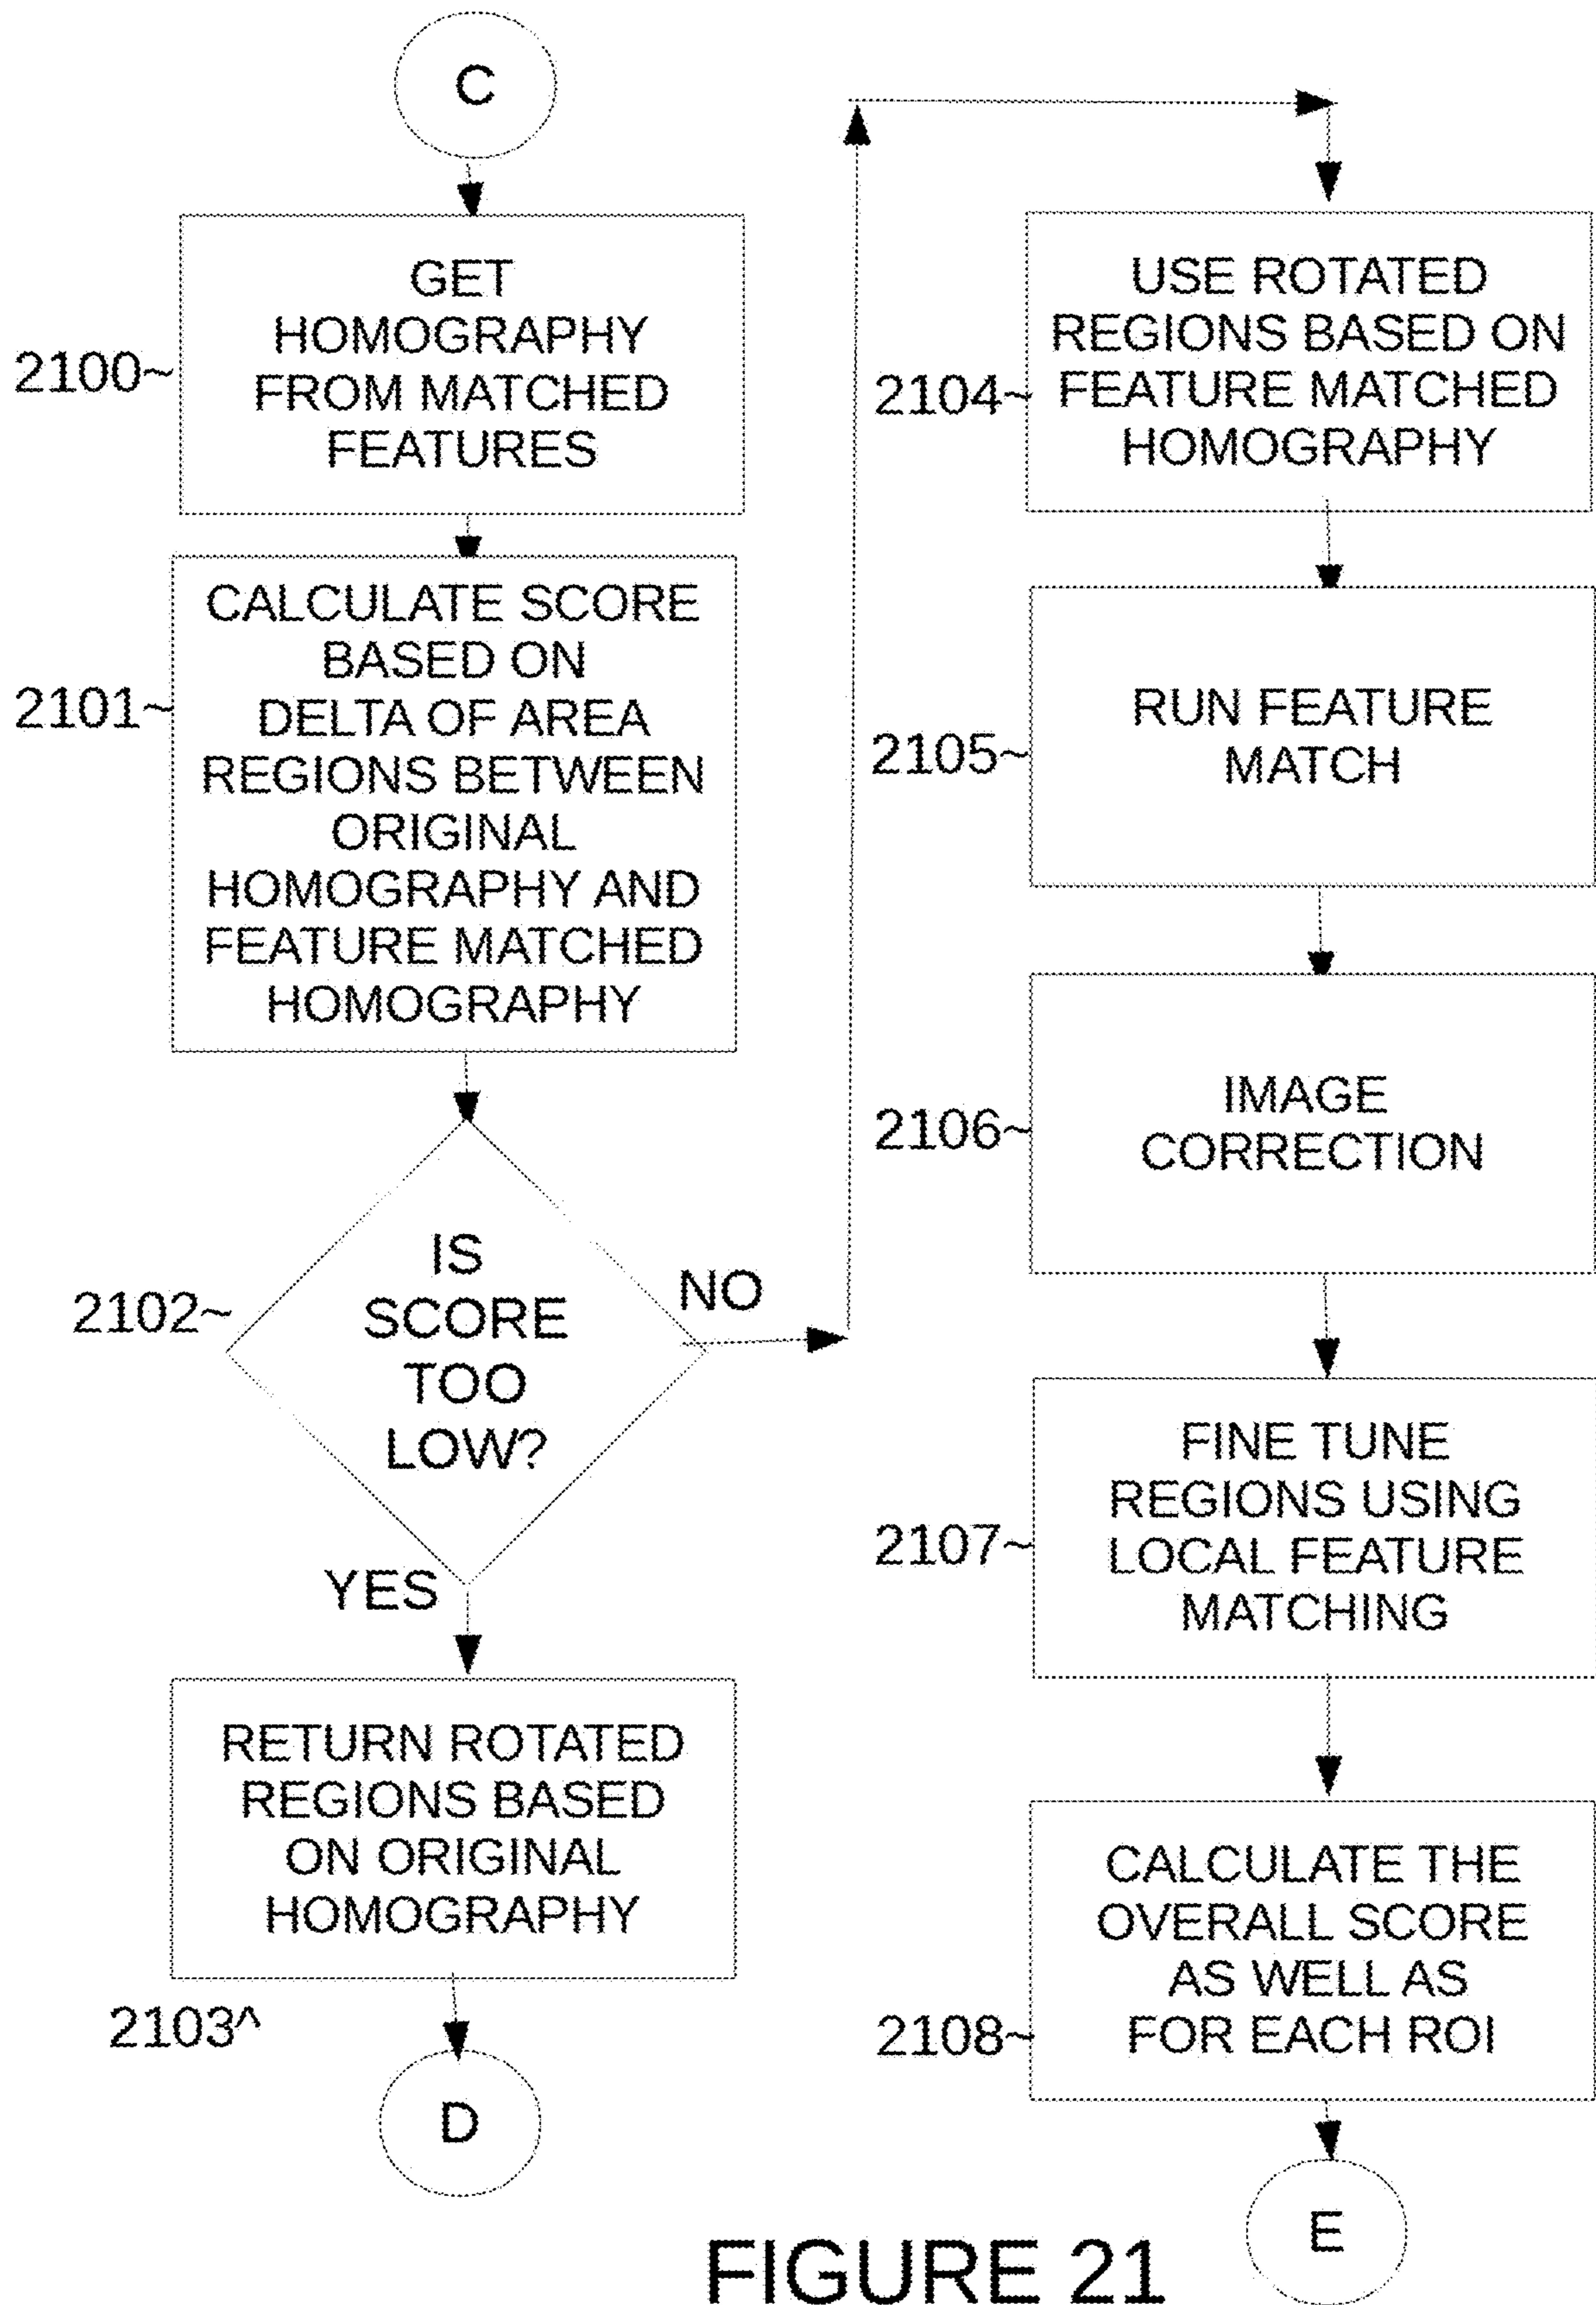 C
GET
HOMOGRAPHY
FROM MATCHED
FEATURES
2100~
CALCULATE SCORE
BASED ON
DELTA OF AREA
REGIONS BETWEEN
ORIGINAL
HOMOGRAPHY AND
FEATURE MATCHED
HOMOGRAPHY
2101~
IS
SCORE
TOO
LOW?
2102~
NO
YES
RETURN ROTATED
REGIONS BASED
ON ORIGINAL
HOMOGRAPHY
2103^
D
USE ROTATED
REGIONS BASED ON
FEATURE MATCHED
HOMOGRAPHY
2104~
RUN FEATURE
MATCH
2105~
IMAGE
CORRECTION
2106~
FINE TUNE
REGIONS USING
LOCAL FEATURE
MATCHING
2107~
CALCULATE THE
OVERALL SCORE
AS WELL AS
FOR EACH ROI
2108~
E
FIGURE 21